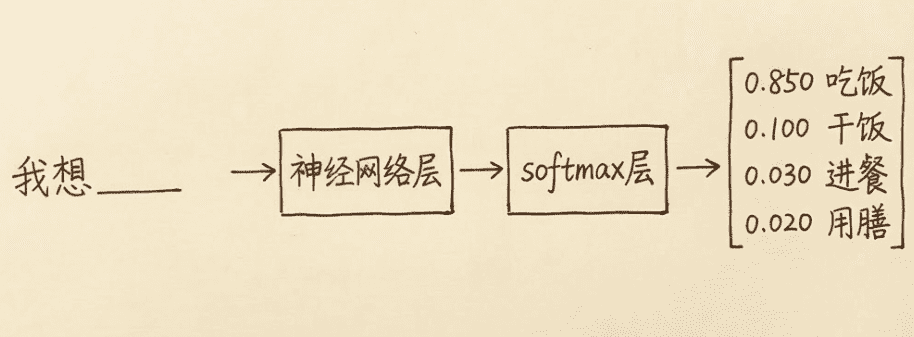 我想____
神经网络层
softmax层
0.850 吃饭
0.100 干饭
0.030 进餐
0.020 用膳